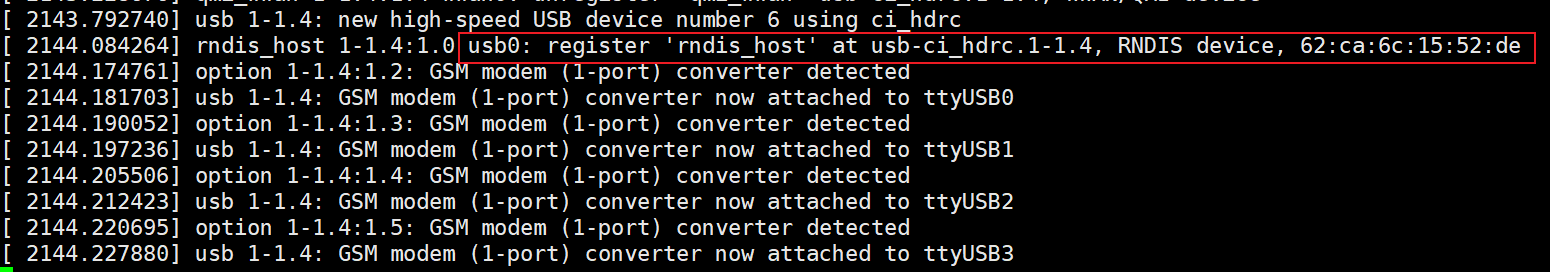 [ 2143.792740] usb 1-1.4: new high-speed USB device number 6 using ci_hdrc
[ 2144.084264] rndis_host 1-1.4:1.0 usb0: register 'rndis_host' at usb-ci_hdrc.1-1.4, RNDIS device, 62:ca:6c:15:52:de
[ 2144.174761] option 1-1.4:1.2: GSM modem (1-port) converter detected
[ 2144.181703] usb 1-1.4: GSM modem (1-port) converter now attached to ttyUSB0
[ 2144.190052] option 1-1.4:1.3: GSM modem (1-port) converter detected
[ 2144.197236] usb 1-1.4: GSM modem (1-port) converter now attached to ttyUSB1
[ 2144.205506] option 1-1.4:1.4: GSM modem (1-port) converter detected
[ 2144.212423] usb 1-1.4: GSM modem (1-port) converter now attached to ttyUSB2
[ 2144.220695] option 1-1.4:1.5: GSM modem (1-port) converter detected
[ 2144.227880] usb 1-1.4: GSM modem (1-port) converter now attached to ttyUSB3